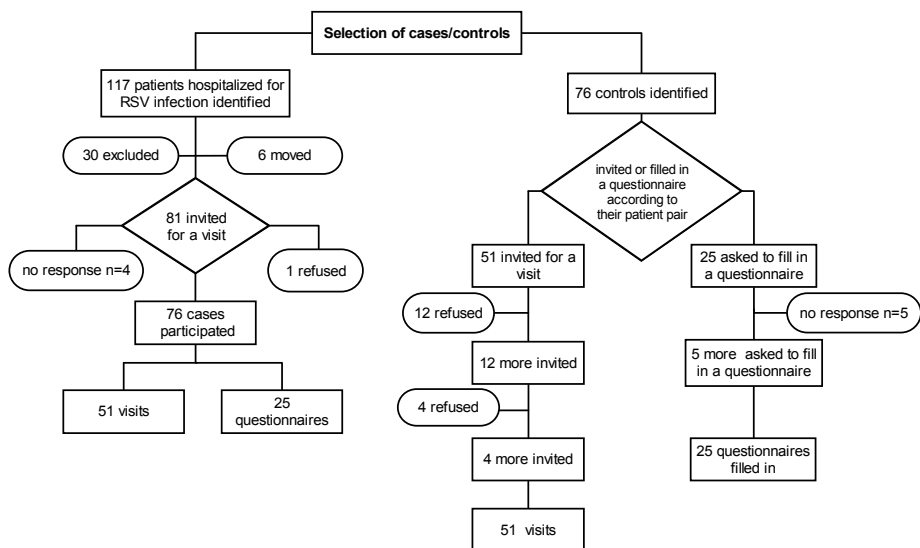 Selection of cases/controls
117 patients hospitalized for
RSV infection identified
30 excluded
6 moved
81 invited
for a visit
no response n=4
1 refused
76 cases
participated
51 visits
25
questionnaires
76 controls identified
invited or filled in
a questionnaire
according to
their patient pair
51 invited for a
visit
12 refused
12 more invited
4 refused
4 more invited
51 visits
25 asked to fill in
a questionnaire
no response n=5
5 more asked to fill
in a questionnaire
25 questionnaires
filled in